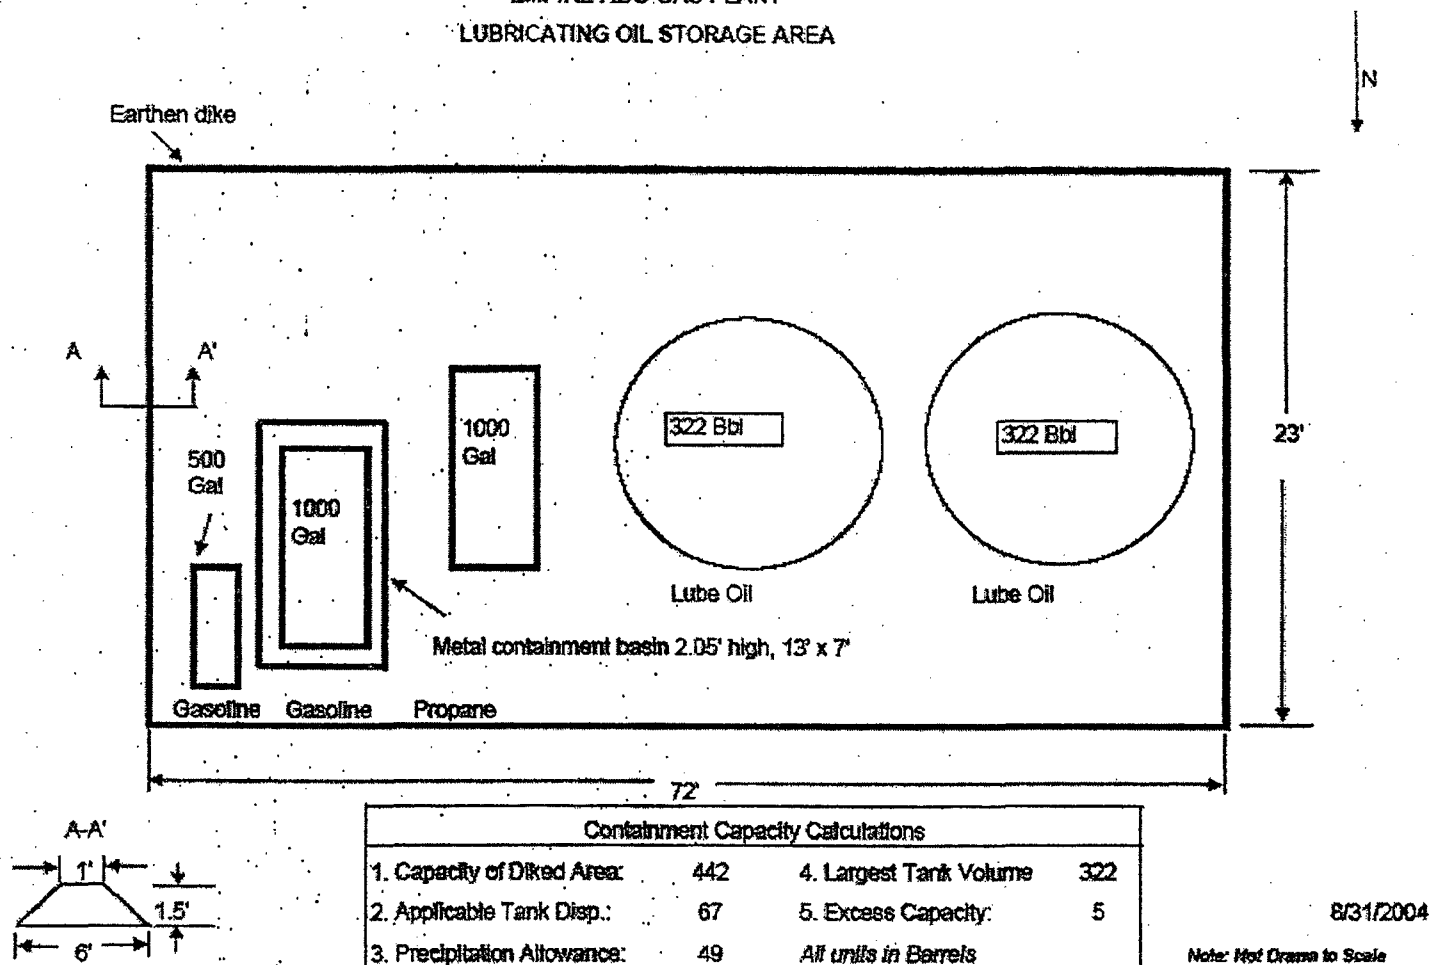 LUBRICATING OIL STORAGE AREA
N
Earthen dike
A A'
500
Gal
1000
Gal
1000
Gal
322 Bbl
322 Bbl
23'
Lube Oil
Lube Oil
Metal containment basin 2.05' high, 13' x 7'
Gasoline Gasoline Propane
72'
A-A'
1'
1.5'
6'
Containment Capacity Calculations
1. Capacity of Diked Area: 442 4. Largest Tank Volume 322
2. Applicable Tank Disp.: 67 5. Excess Capacity: 5
3. Precipitation Allowance: 49 All units in Barrels
8/31/2004
Note: Not Drawn to Scale